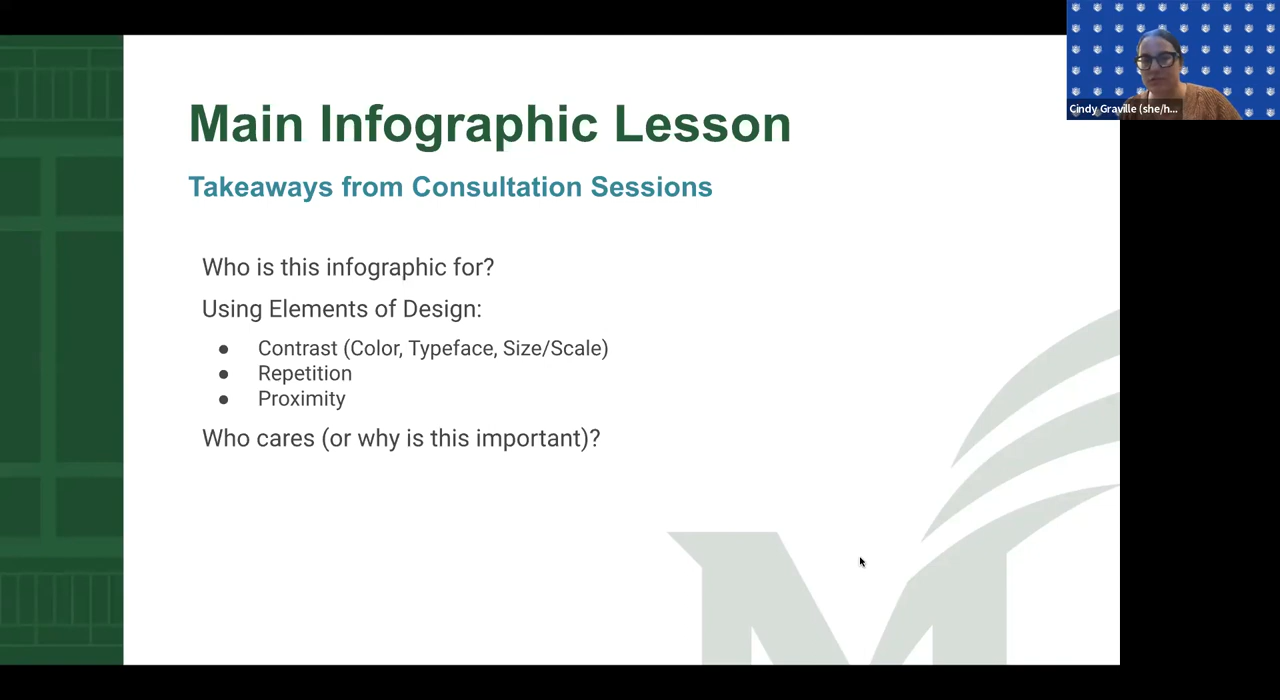 Main Infographic Lesson
Takeaways from Consultation Sessions
Who is this infographic for?
Using Elements of Design:
● Contrast (Color, Typeface, Size/Scale)
● Repetition
● Proximity
Who cares (or why is this important)?
Cindy Graville (she/h...